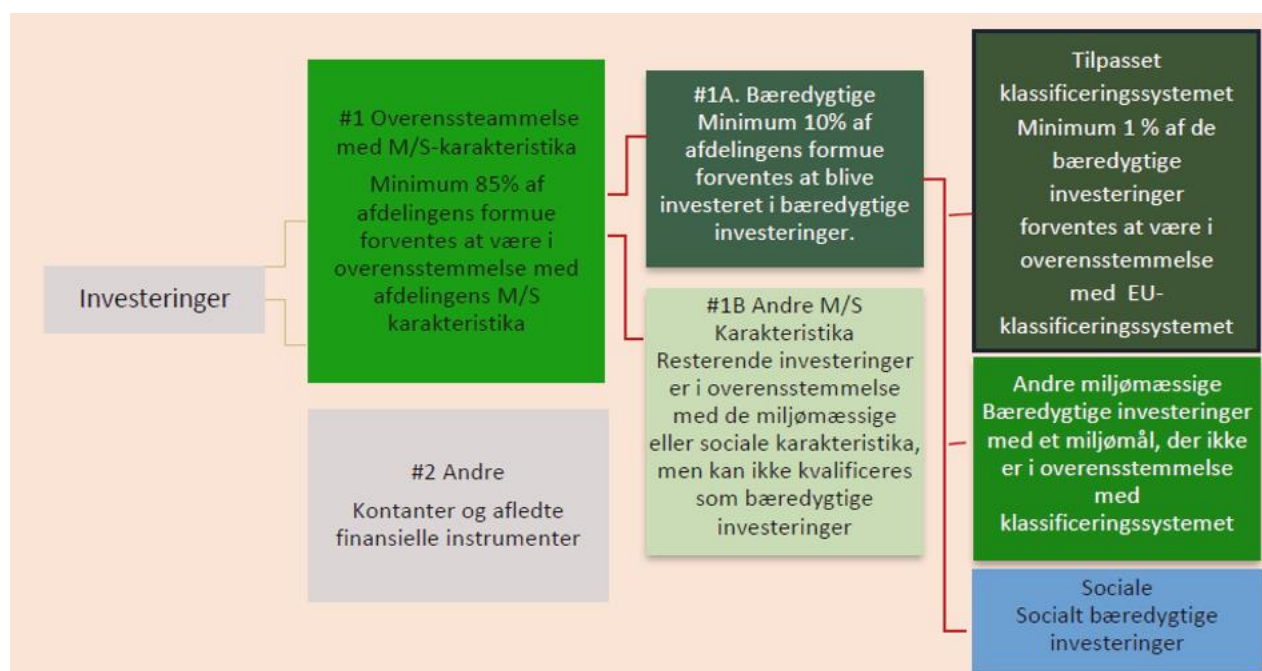 Investeringer
#1 Overenssteammelse
med M/S-karakteristika
Minimum 85% af
afdelingens formue
forventes at være i
overensstemmelse med
afdelingens M/S
karakteristika
#2 Andre
Kontanter og afledte
finansielle instrumenter
#1A. Bæredygtige
Minimum 10% af
afdelingens formue
forventes at blive
investeret i bæredygtige
investeringer.
#1B Andre M/S
Karakteristika
Resterende investeringer
er i overensstemmelse
med de miljømæssige
eller sociale karakteristika,
men kan ikke kvalificeres
som bæredygtige
investeringer
Tilpasset
klassificeringssystemet
Minimum 1 % af de
bæredygtige
investeringer
forventes at være i
overensstemmelse
med EU-
klassificeringssystemet
Andre miljømæssige
Bæredygtige investeringer
med et miljømål, der ikke
er i overensstemmelse
med
klassificeringssystemet
Sociale
Socialt bæredygtige
investeringer